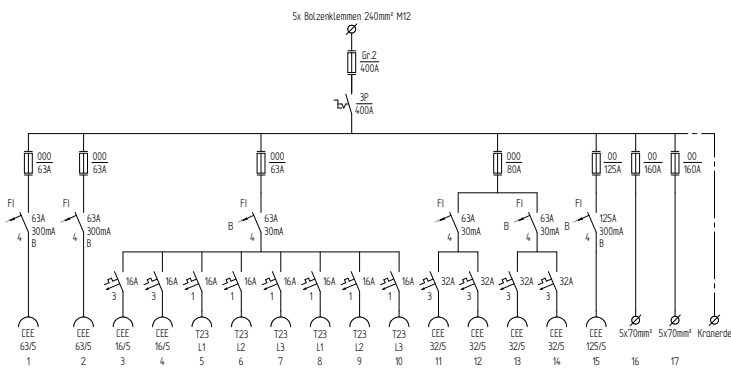 5x Bolzenklemmen 240mm² M12
Gr.2
400A
3P
400A
000 000 000 000 00 00 00
63A 63A 63A 80A 125A 160A 160A
FI 63A FI 63A FI 63A FI 63A FI 63A FI 125A
300mA 300mA B 30mA 30mA B 30mA 300mA
4 B 4 B 4 4 4 4 B
16A 16A 16A 16A 16A 16A 16A 16A 32A 32A 32A 32A
3 3 1 1 1 1 1 1 3 3 3 3
CEE CEE CEE CEE T23 T23 T23 T23 T23 T23 CEE CEE CEE CEE CEE 5x70mm² 5x70mm² Kranerde
63/5 63/5 16/5 16/5 L1 L2 L3 L1 L2 L3 32/5 32/5 32/5 32/5 125/5
1 2 3 4 5 6 7 8 9 10 11 12 13 14 15 16 17